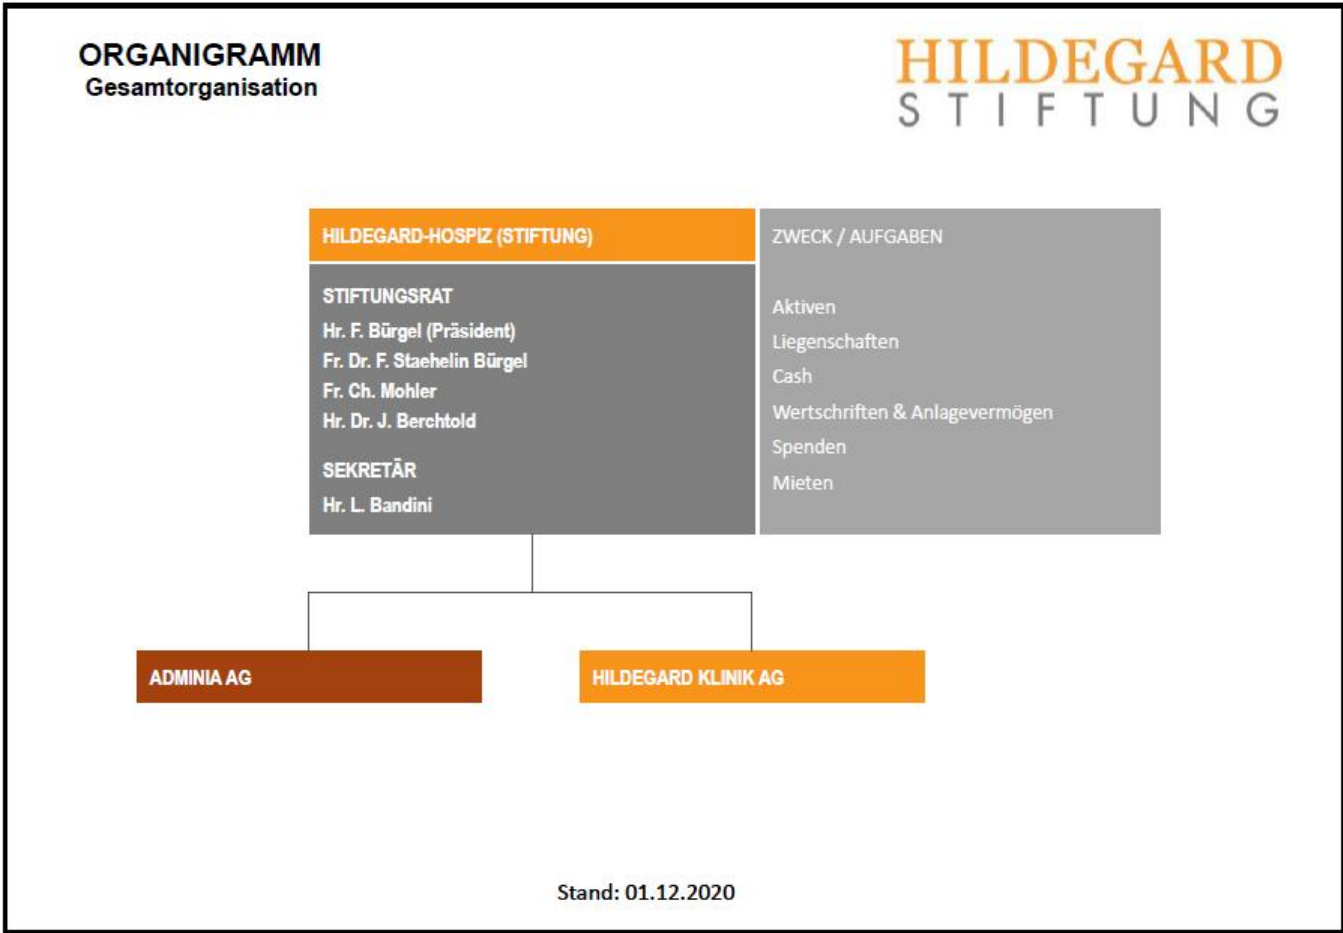 ORGANIGRAMM
Gesamtorganisation
HILDEGARD
STIFTUNG
HILDEGARD-HOSPIZ (STIFTUNG)
STIFTUNGSRAT
Hr. F. Bürgel (Präsident)
Fr. Dr. F. Staehelin Bürgel
Fr. Ch. Mohler
Hr. Dr. J. Berchtold
SEKRETÄR
Hr. L. Bandini
ZWECK / AUFGABEN
Aktiven
Liegenschaften
Cash
Wertschriften & Anlagevermögen
Spenden
Mieten
ADMINIA AG
HILDEGARD KLINIK AG
Stand: 01.12.2020